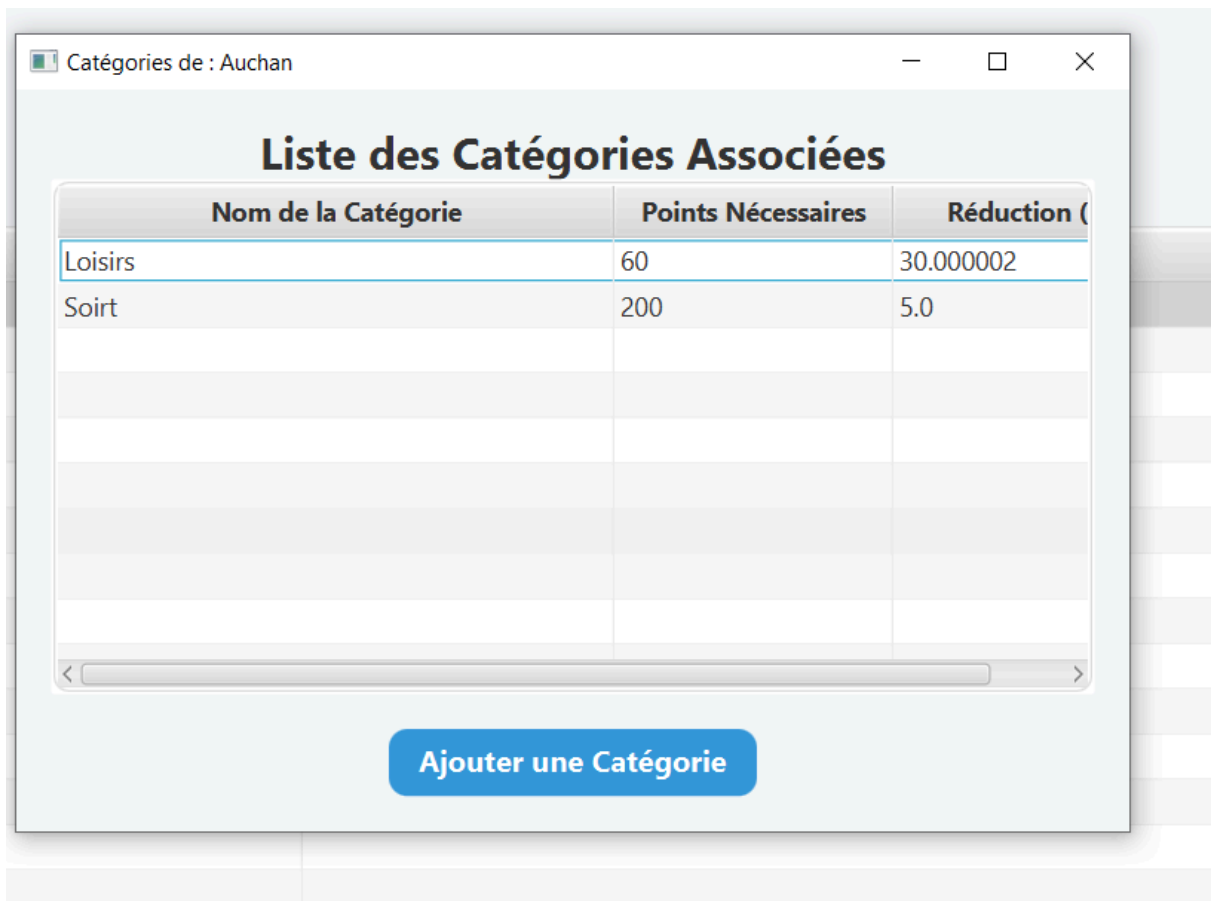 Catégories de : Auchan
Liste des Catégories Associées
Nom de la Catégorie Points Nécessaires Réduction (
Loisirs 60 30.000002
Soirt 200 5.0
Ajouter une Catégorie